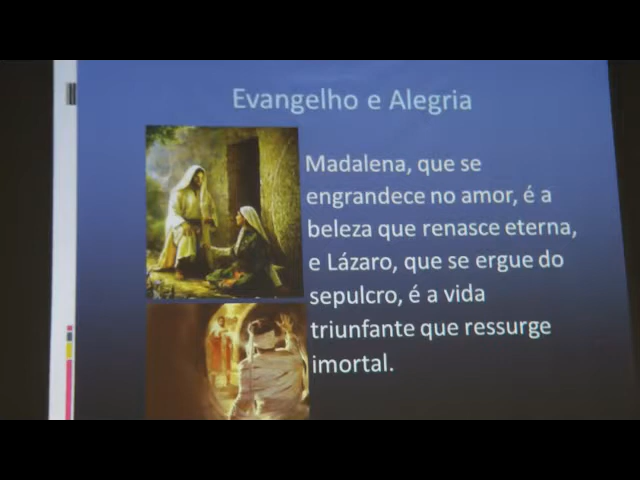 Evangelho e Alegria
Madalena, que se
engrandece no amor, é a
beleza que renasce eterna,
e Lázaro, que se ergue do
sepulcro, é a vida
triunfante que ressurge
imortal.